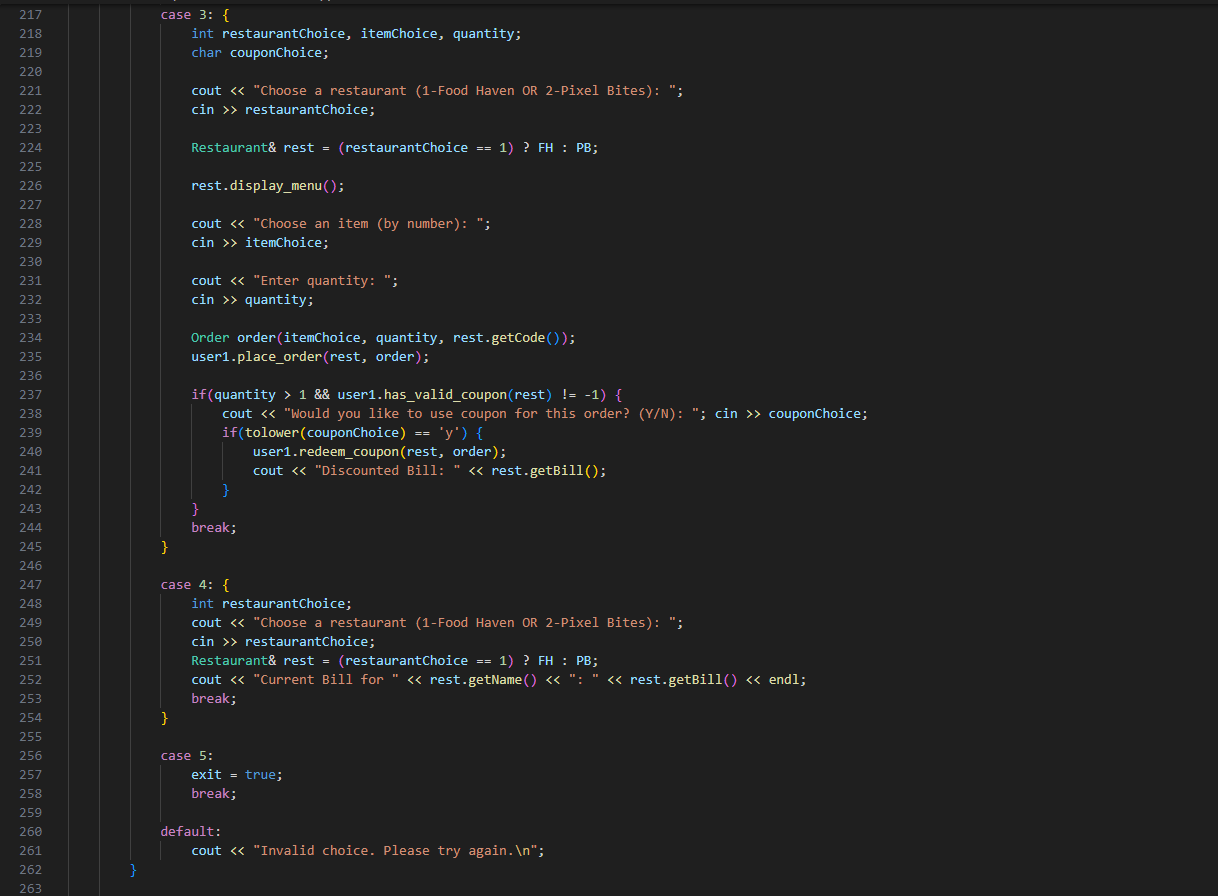 217 case 3: {
218 int restaurantChoice, itemChoice, quantity;
219 char couponChoice;
220
221 cout << "Choose a restaurant (1-Food Haven OR 2-Pixel Bites): ";
222 cin >> restaurantChoice;
223
224 Restaurant& rest = (restaurantChoice == 1) ? FH : PB;
225
226 rest.display_menu();
227
228 cout << "Choose an item (by number): ";
229 cin >> itemChoice;
230
231 cout << "Enter quantity: ";
232 cin >> quantity;
233
234 Order order(itemChoice, quantity, rest.getCode());
235 user1.place_order(rest, order);
236
237 if(quantity > 1 && user1.has_valid_coupon(rest) != -1) {
238 cout << "Would you like to use coupon for this order? (Y/N): "; cin >> couponChoice;
239 if(tolower(couponChoice) == 'y') {
240 user1.redeem_coupon(rest, order);
241 cout << "Discounted Bill: " << rest.getBill();
242 }
243 }
244 break;
245 }
246
247 case 4: {
248 int restaurantChoice;
249 cout << "Choose a restaurant (1-Food Haven OR 2-Pixel Bites): ";
250 cin >> restaurantChoice;
251 Restaurant& rest = (restaurantChoice == 1) ? FH : PB;
252 cout << "Current Bill for " << rest.getName() << ": " << rest.getBill() << endl;
253 break;
254 }
255
256 case 5:
257 exit = true;
258 break;
259
260 default:
261 cout << "Invalid choice. Please try again.\n";
262 }
263